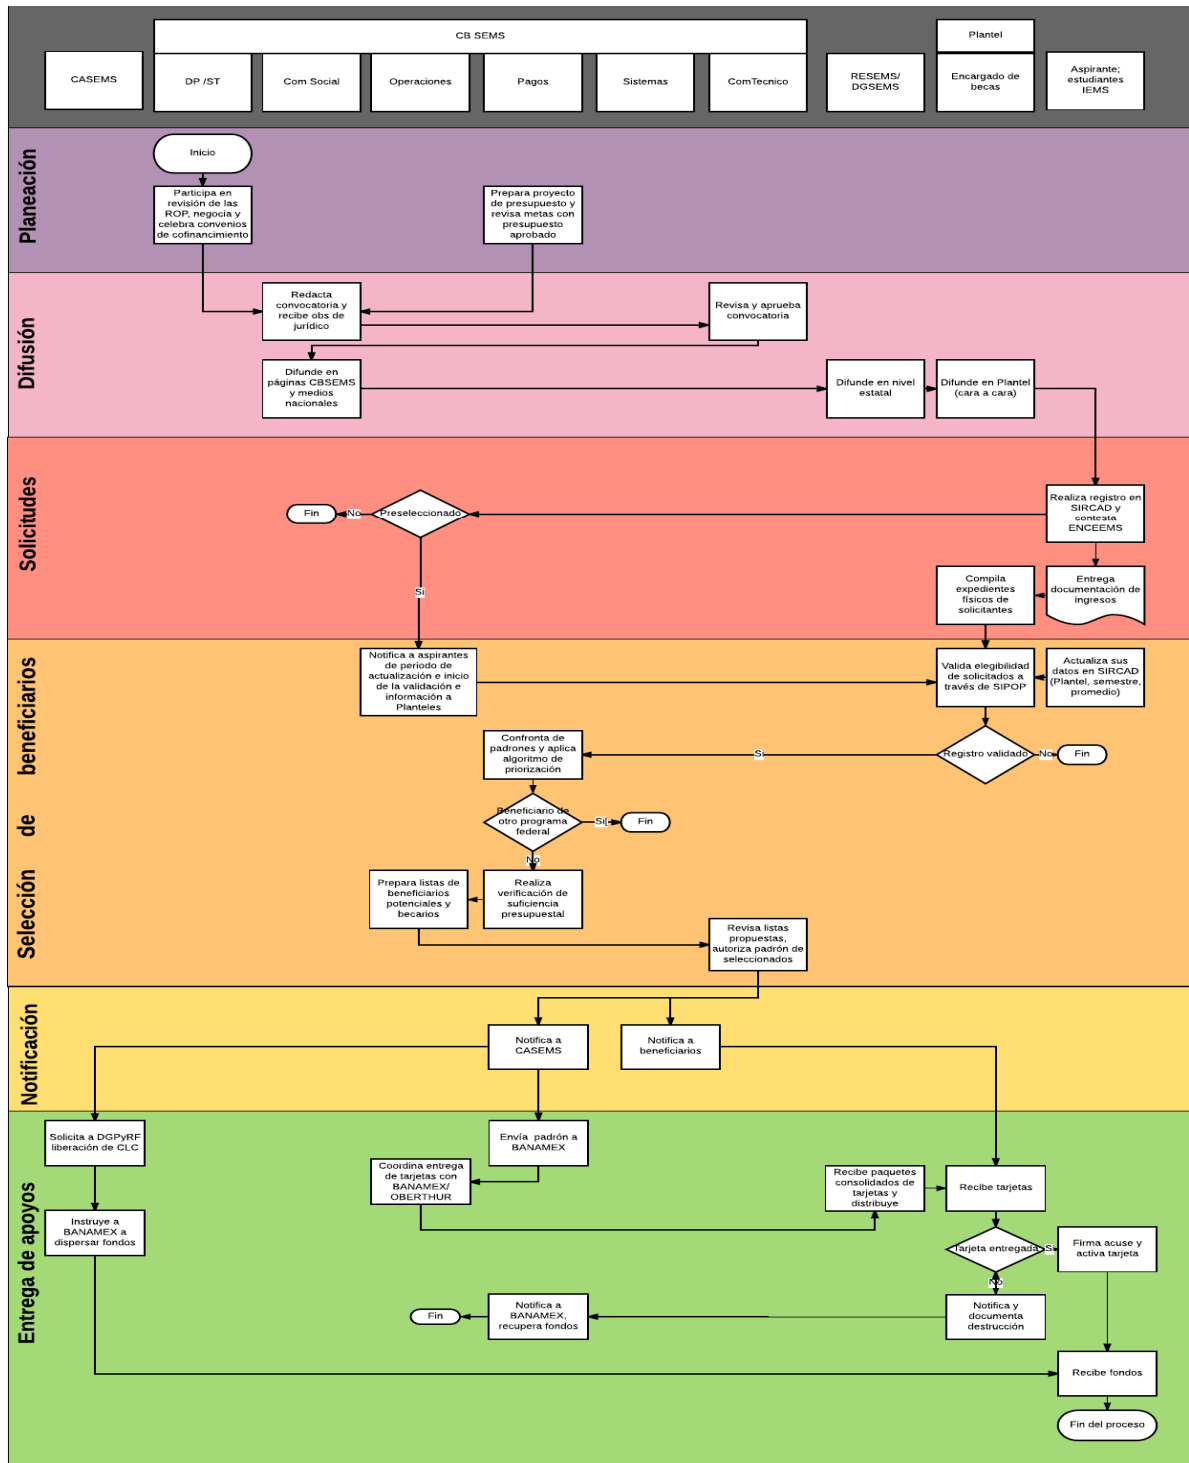 CB SEMS
Plantel
CASEMS
DP /ST
Com Social
Operaciones
Pagos
Sistemas
ComTecnico
RESEMS/
DGSEMS
Encargado de
becas
Aspirante;
estudiantes
IEMS
Planeación
Inicio
Participa en
revisión de las
ROP, negocia y
celebra convenios
de cofinancimiento
Prepara proyecto
de presupuesto y
revisa metas con
presupuesto
aprobado
Difusión
Redacta
convocatoria y
recibe obs de
jurídico
Revisa y aprueba
convocatoria
Difunde en
páginas CBSEMS
y medios
nacionales
Difunde en nivel
estatal
Difunde en Plantel
(cara a cara)
Solicitudes
Fin
No
Preseleccionado
Si
Realiza registro en
SIRCAD y
contesta
ENCEEMS
Compila
expedientes
físicos de
solicitantes
Entrega
documentación de
ingresos
Selección de beneficiarios
Notifica a aspirantes
de periodo de
actualización e inicio
de la validación e
información a
Planteles
Valida elegibilidad
de solicitados a
través de SIPOP
Actualiza sus
datos en SIRCAD
(Plantel, semestre,
promedio)
Confronta de
padrones y aplica
algoritmo de
priorización
Si
Registro validado
No
Fin
Beneficiario de
otro programa
federal
Si[
Fin
No
Prepara listas de
beneficiarios
potenciales y
becarios
Realiza
verificación de
suficiencia
presupuestal
Revisa listas
propuestas,
autoriza padrón de
seleccionados
Notificación
Notifica a
CASEMS
Notifica a
beneficiarios
Entrega de apoyos
Solicita a DGPyRF
liberación de CLC
Envía  padrón a
BANAMEX
Coordina entrega
de tarjetas con
BANAMEX/
OBERTHUR
Recibe paquetes
consolidados de
tarjetas y
distribuye
Recibe tarjetas
Instruye a
BANAMEX a
dispersar fondos
Tarjeta entregada
Si
Firma acuse y
activa tarjeta
No
Fin
Notifica a
BANAMEX,
recupera fondos
Notifica y
documenta
destrucción
Recibe fondos
Fin del proceso